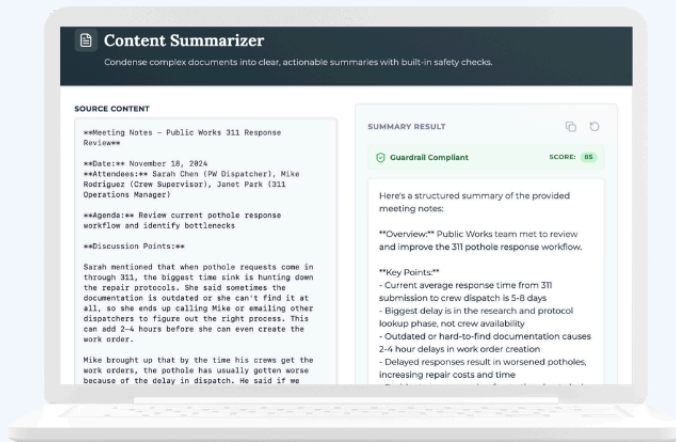 Content Summarizer
Condense complex documents into clear, actionable summaries with built-in safety checks.
SOURCE CONTENT
**Meeting Notes – Public Works 311 Response
Review**
**Date:** November 18, 2024
**Attendees:** Sarah Chen (PW Dispatcher), Mike
Rodriguez (Crew Supervisor), Janet Park (311
Operations Manager)
**Agenda:** Review current pothole response
workflow and identify bottlenecks
**Discussion Points:**
Sarah mentioned that when pothole requests come in
through 311, the biggest time sink is hunting down
the repair protocols. She said sometimes the
documentation is outdated or she can't find it at
all, so she ends up calling Mike or emailing other
dispatchers to figure out the right process. This
can add 2–4 hours before she can even create the
work order.
Mike brought up that by the time his crews get the
work orders, the pothole has usually gotten worse
because of the delay in dispatch. He said if we
SUMMARY RESULT
Guardrail Compliant
SCORE: 85
Here's a structured summary of the provided
meeting notes:
**Overview:** Public Works team met to review
and improve the 311 pothole response workflow.
**Key Points:**
- Current average response time from 311
submission to crew dispatch is 5-8 days
- Biggest delay is in the research and protocol
lookup phase, not crew availability
- Outdated or hard-to-find documentation causes
2-4 hour delays in work order creation
- Delayed responses result in worsened potholes,
increasing repair costs and time